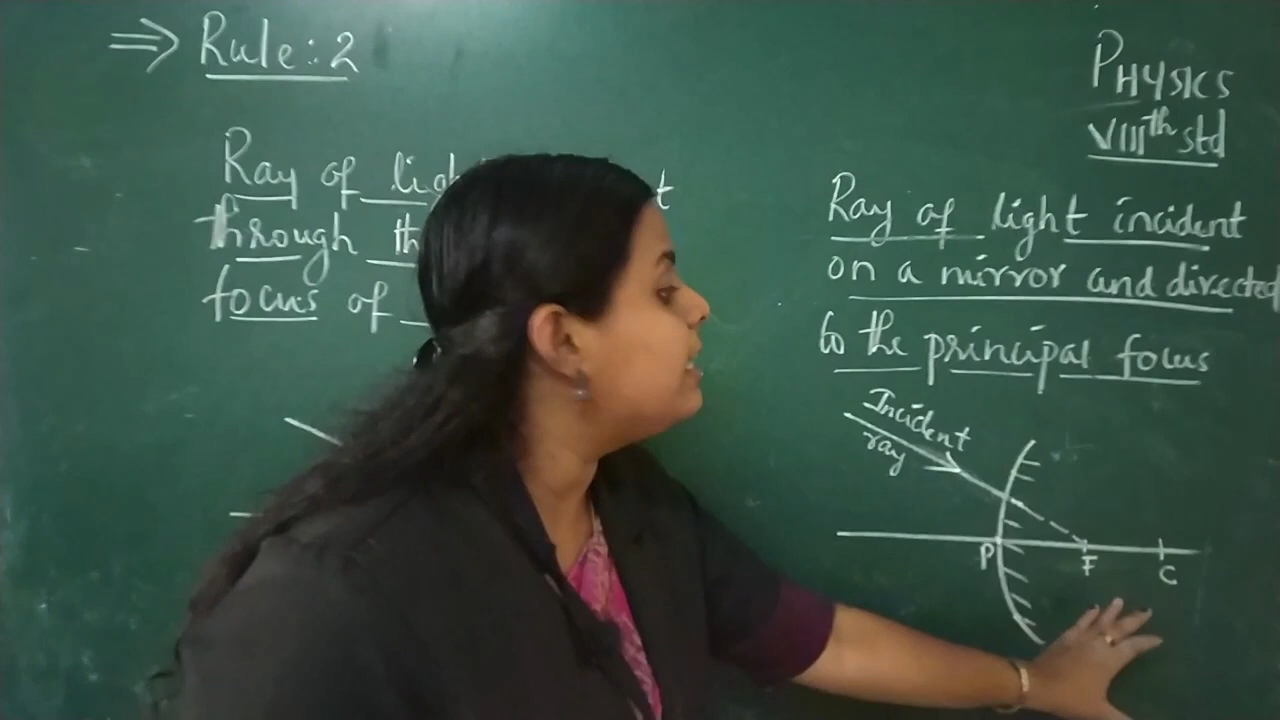 ⇒ Rule: 2
Ray of
through
focus of
PHYSICS
VIIIth std
Ray of light incident
on a mirror and directed
to the principal focus
Incident
ray
P F C